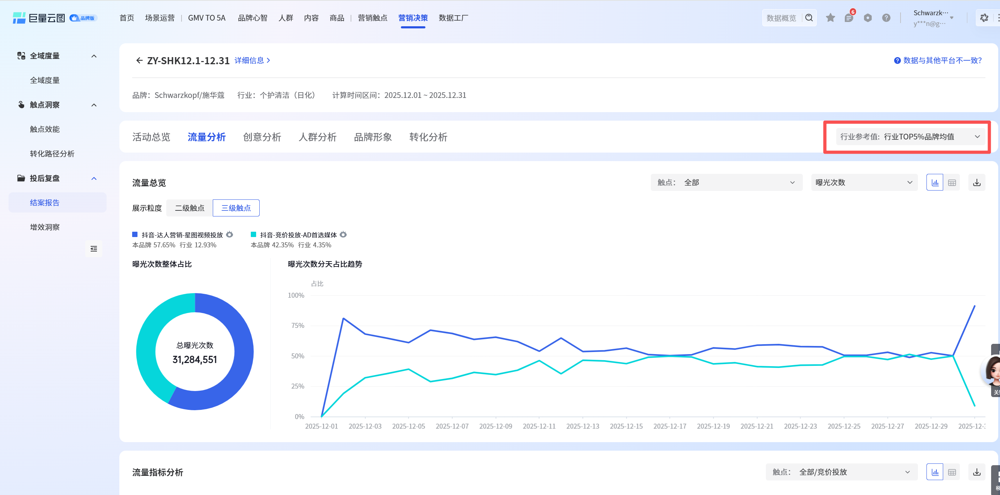 巨量云图 品牌版 首页 场景运营 | GMV TO 5A 品牌心智 人群 内容 商品 | 营销触点 营销决策 数据工厂 数据概览 6 Schwarzk···
y***n@g···
全域度量
全域度量
触点洞察
触点效能
转化路径分析
投后复盘
结案报告
增效洞察
ZY-SHK12.1-12.31 详细信息 数据与其他平台不一致?
品牌：Schwarzkopf/施华蔻 行业：个护清洁（日化） 计算时间区间：2025.12.01 ~ 2025.12.31
活动总览 流量分析 创意分析 人群分析 品牌形象 转化分析 行业参考值: 行业TOP5%品牌均值
流量总览 触点： 全部 曝光次数
展示粒度 二级触点 三级触点
抖音-达人营销-星图视频投放 抖音-竞价投放-AD首选媒体
本品牌 57.65% 行业 12.93% 本品牌 42.35% 行业 4.35%
曝光次数整体占比 曝光次数分天占比趋势
占比
100%
75%
50%
25%
0%
总曝光次数
31,284,551
2025-12-01 2025-12-03 2025-12-05 2025-12-07 2025-12-09 2025-12-11 2025-12-13 2025-12-15 2025-12-17 2025-12-19 2025-12-21 2025-12-23 2025-12-25 2025-12-27 2025-12-29 2025-12-3
关
流量指标分析 触点： 全部/竞价投放